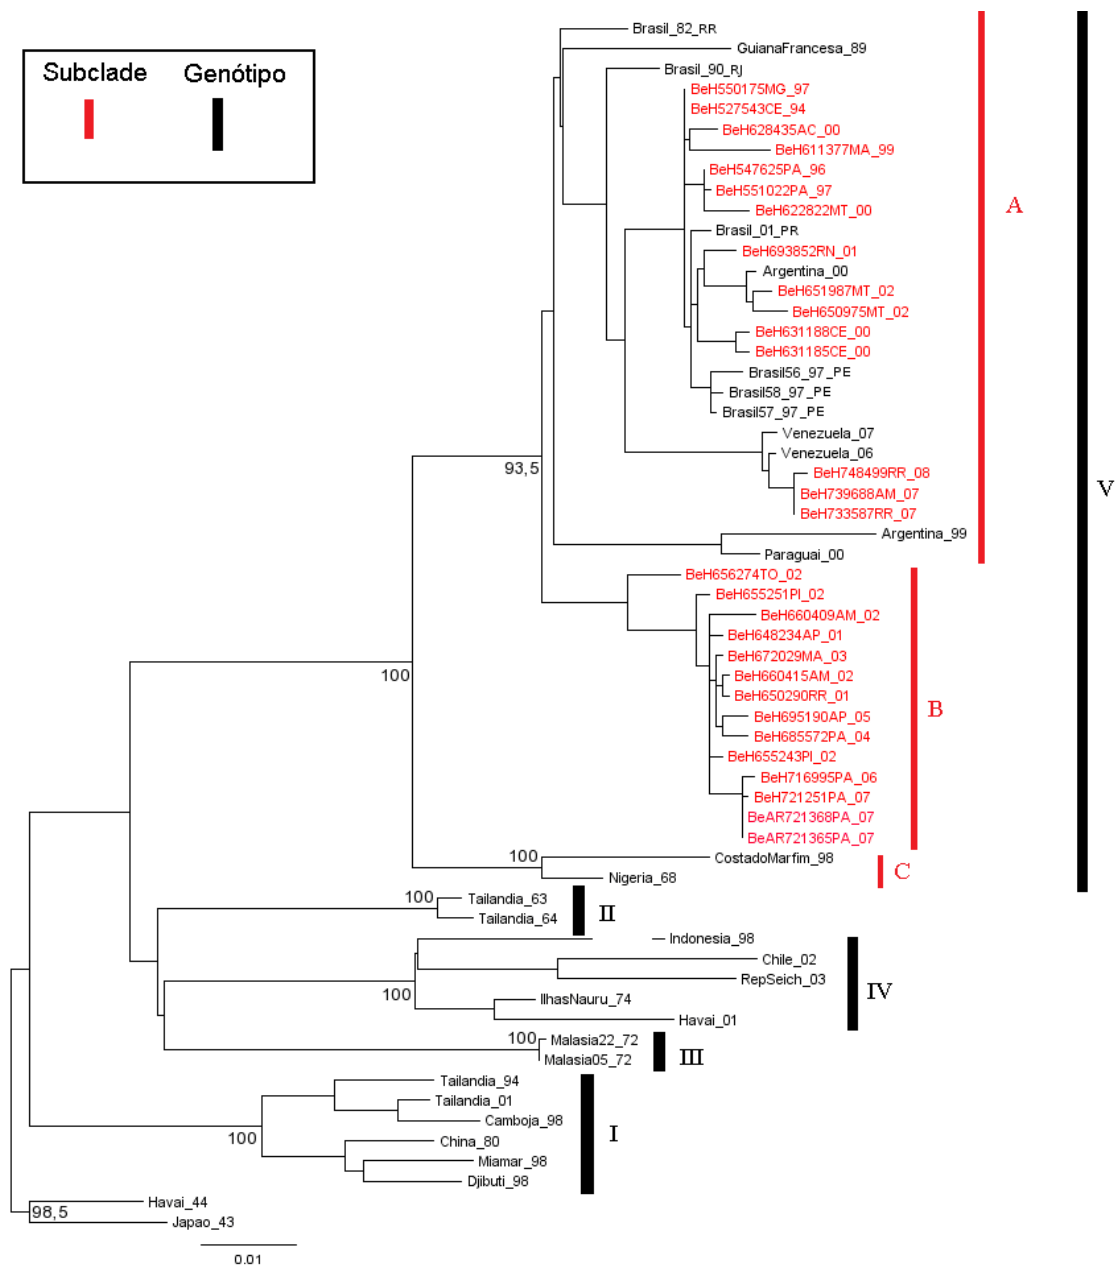 Subclade Genótipo
Brasil_82_RR
GuianaFrancesa_89
Brasil_90_RJ
BeH550175MG_97
BeH527543CE_94
BeH628435AC_00
BeH611377MA_99
BeH547625PA_96
BeH551022PA_97
BeH622822MT_00
A
Brasil_01_PR
BeH693852RN_01
Argentina_00
BeH651987MT_02
BeH650975MT_02
BeH631188CE_00
BeH631185CE_00
Brasil56_97_PE
Brasil58_97_PE
Brasil57_97_PE
Venezuela_07
Venezuela_06
93,5
BeH748499RR_08
V
BeH739688AM_07
BeH733587RR_07
Argentina_99
Paraguai_00
BeH656274TO_02
BeH655251PI_02
BeH660409AM_02
BeH648234AP_01
BeH672029MA_03
100
BeH660415AM_02
BeH650290RR_01
B
BeH695190AP_05
BeH685572PA_04
BeH655243PI_02
BeH716995PA_06
BeH721251PA_07
BeAR721368PA_07
BeAR721365PA_07
100
CostadoMarfim_98
C
Nigeria_68
100
Tailandia_63
II
Tailandia_64
Indonesia_98
Chile_02
RepSeich_03
100
IV
IlhasNauru_74
Havai_01
100
Malasia22_72
III
Malasia05_72
Tailandia_94
Tailandia_01
Camboja_98
100
I
China_80
Miamar_98
Djibuti_98
Havai_44
98,5
Japao_43
0.01